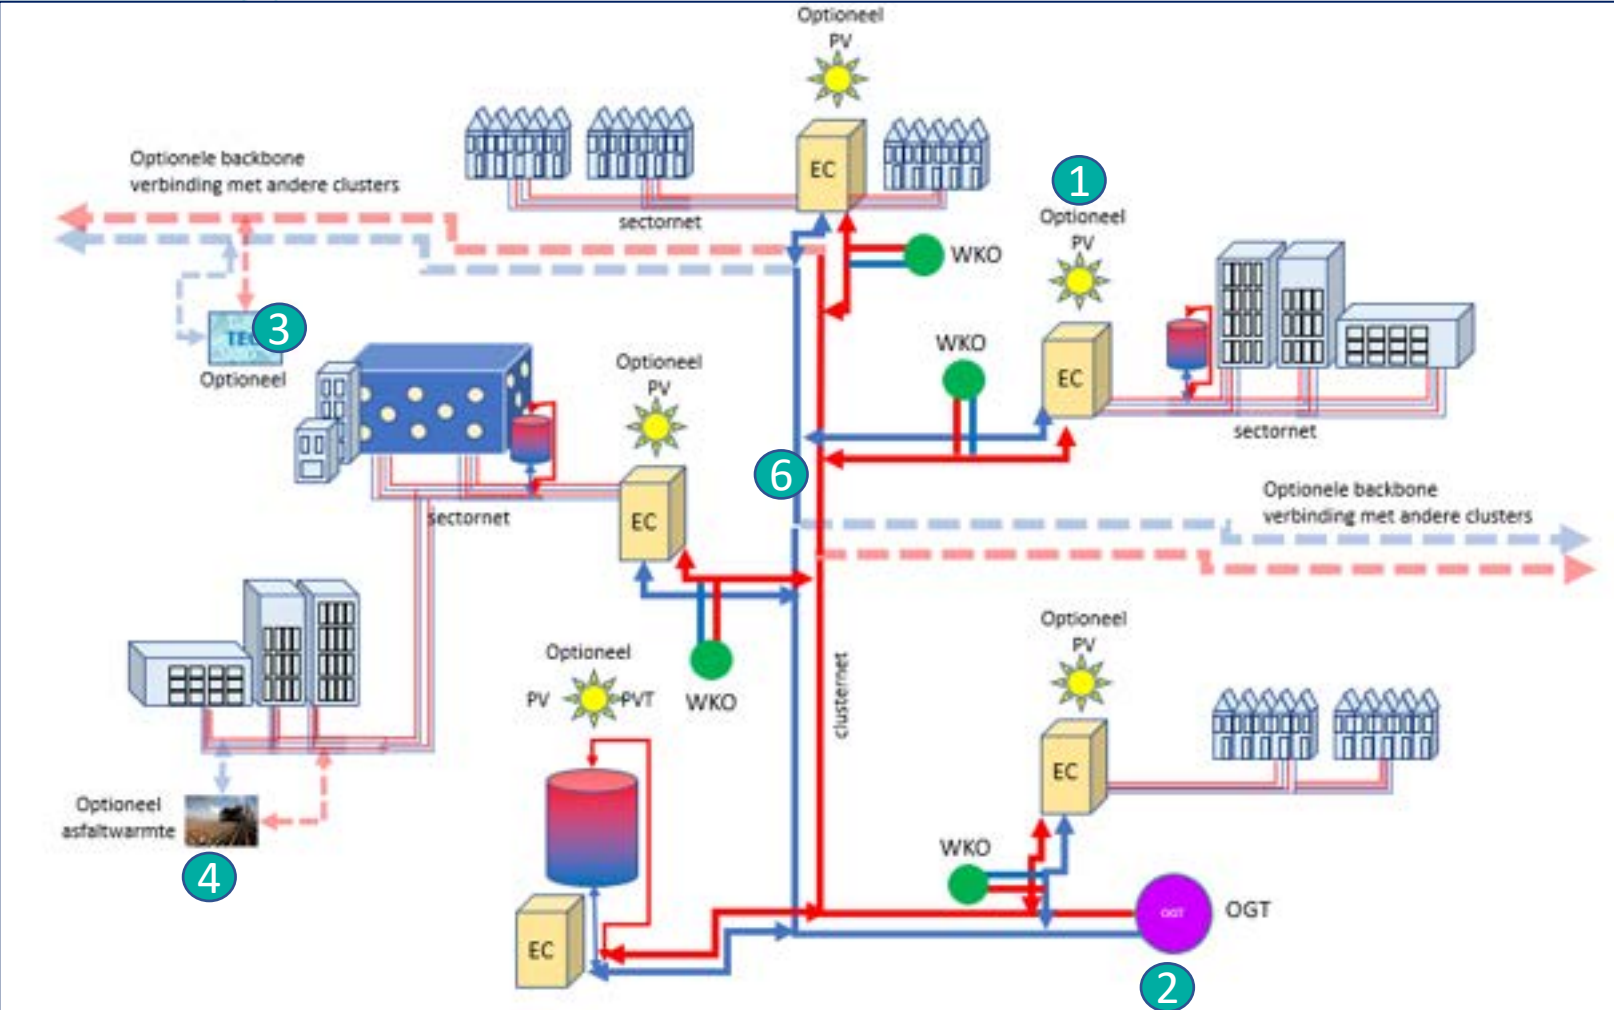 Optioneel
PV
EC
Optionele backbone
verbinding met andere clusters
sectornet
WKO
1
Optioneel
PV
EC
WKO
sectornet
3
Optioneel
Optioneel
PV
EC
sectornet
6
Optionele backbone
verbinding met andere clusters
WKO
clusternet
Optioneel
PV
PVT
EC
Optioneel
PV
EC
WKO
OGT
OGT
2
Optioneel
asfaltwarmte
4